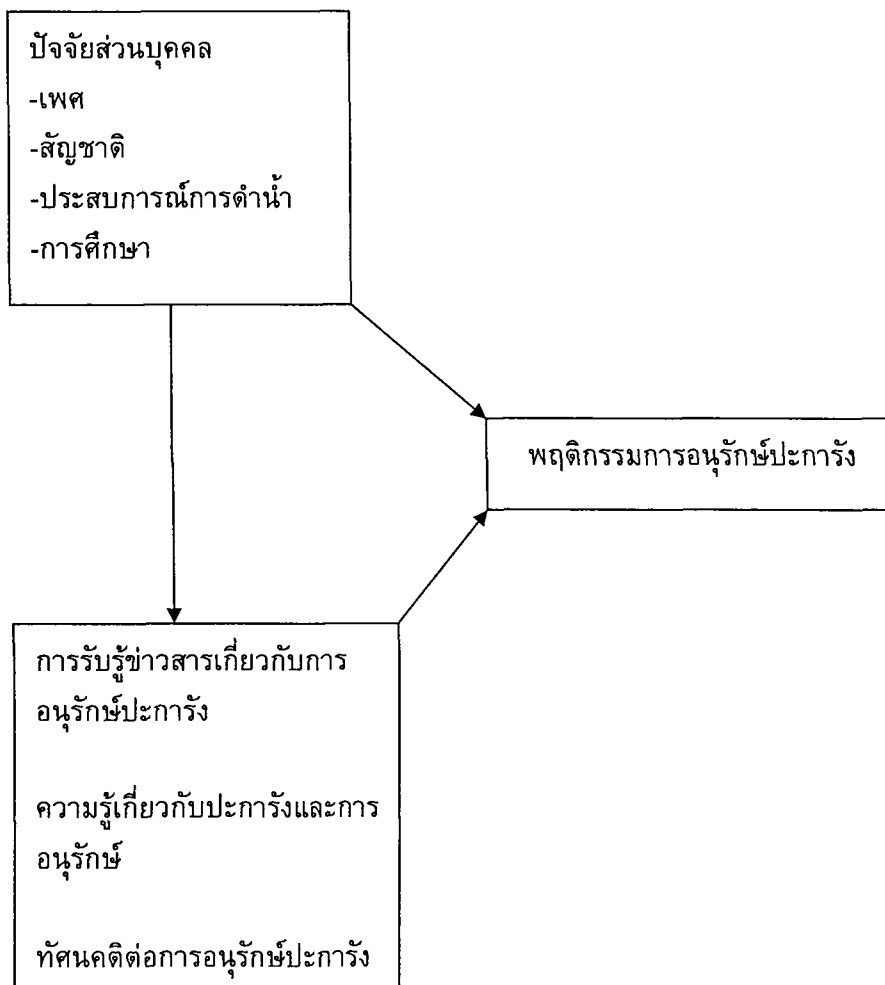 ปัจจัยส่วนบุคคล
-เพศ
-สัญชาติ
-ประสบการณ์การดำน้ำ
-การศึกษา
พฤติกรรมการอนุรักษ์ปะการัง
การรับรู้ข่าวสารเกี่ยวกับการ
อนุรักษ์ปะการัง
ความรู้เกี่ยวกับปะการังและการ
อนุรักษ์
ทัศนคติต่อการอนุรักษ์ปะการัง